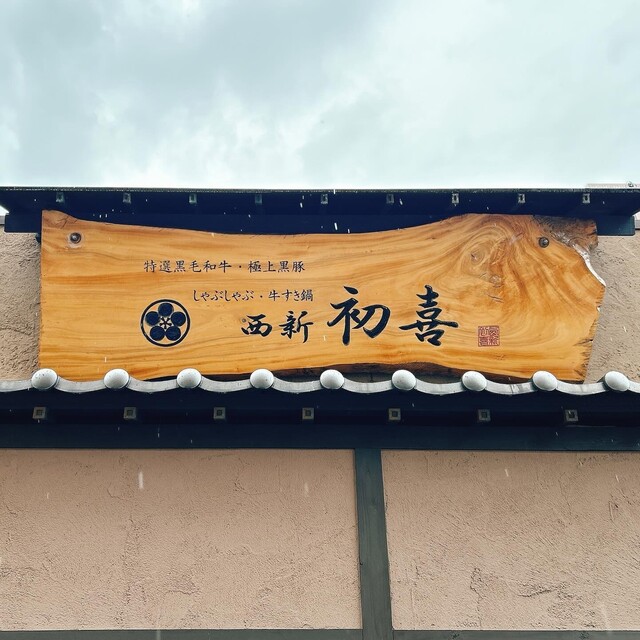 特選黒毛和牛・極上黒豚
しゃぶしゃぶ・牛すき鍋
西新 初喜